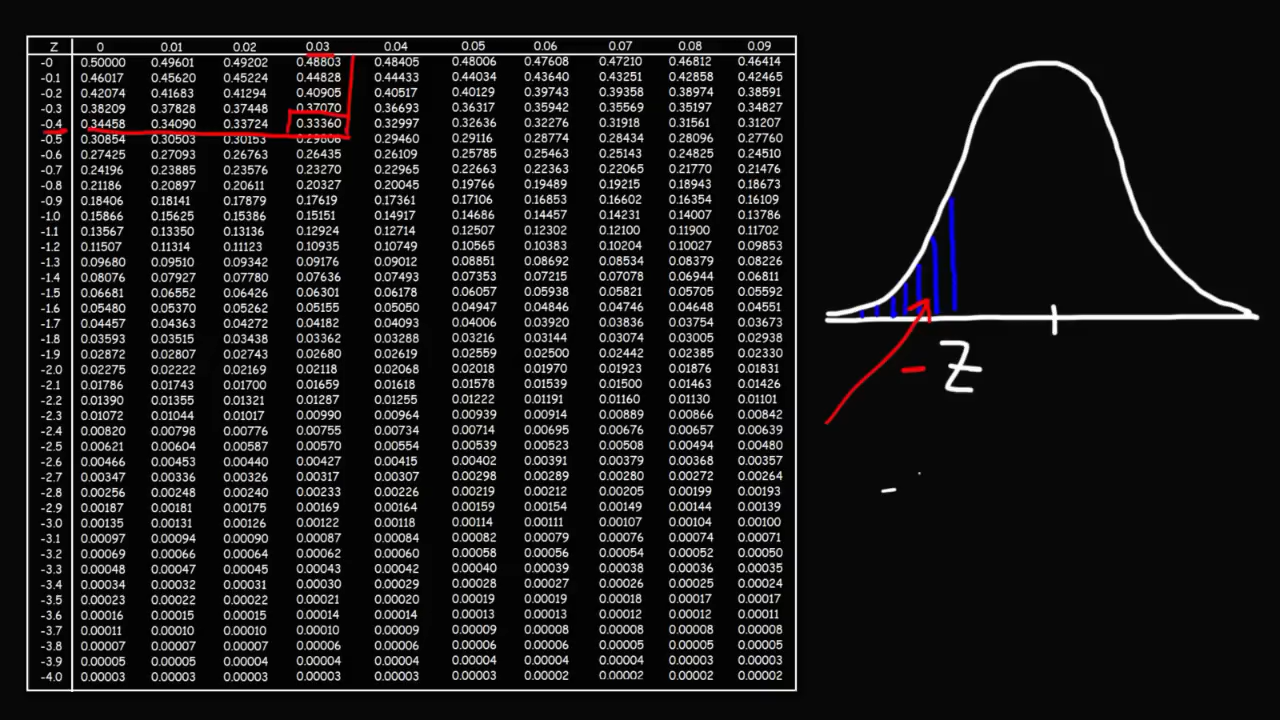 Z 0 0.01 0.02 0.03 0.04 0.05 0.06 0.07 0.08 0.09
-0 0.50000 0.49601 0.49202 0.48803 0.48405 0.48006 0.47608 0.47210 0.46812 0.46414
-0.1 0.46017 0.45620 0.45224 0.44828 0.44433 0.44034 0.43640 0.43251 0.42858 0.42465
-0.2 0.42074 0.41683 0.41294 0.40905 0.40517 0.40129 0.39743 0.39358 0.38974 0.38591
-0.3 0.38209 0.37828 0.37448 0.37070 0.36693 0.36317 0.35942 0.35569 0.35197 0.34827
-0.4 0.34458 0.34090 0.33724 0.33360 0.32997 0.32636 0.32276 0.31918 0.31561 0.31207
-0.5 0.30854 0.30503 0.30153 0.29806 0.29460 0.29116 0.28774 0.28434 0.28096 0.27760
-0.6 0.27425 0.27093 0.26763 0.26435 0.26109 0.25785 0.25463 0.25143 0.24825 0.24510
-0.7 0.24196 0.23885 0.23576 0.23270 0.22965 0.22663 0.22363 0.22065 0.21770 0.21476
-0.8 0.21186 0.20897 0.20611 0.20327 0.20045 0.19766 0.19489 0.19215 0.18943 0.18673
-0.9 0.18406 0.18141 0.17879 0.17619 0.17361 0.17106 0.16853 0.16602 0.16354 0.16109
-1.0 0.15866 0.15625 0.15386 0.15151 0.14917 0.14686 0.14457 0.14231 0.14007 0.13786
-1.1 0.13567 0.13350 0.13136 0.12924 0.12714 0.12507 0.12302 0.12100 0.11900 0.11702
-1.2 0.11507 0.11314 0.11123 0.10935 0.10749 0.10565 0.10383 0.10204 0.10027 0.09853
-1.3 0.09680 0.09510 0.09342 0.09176 0.09012 0.08851 0.08692 0.08534 0.08379 0.08226
-1.4 0.08076 0.07927 0.07780 0.07636 0.07493 0.07353 0.07215 0.07078 0.06944 0.06811
-1.5 0.06681 0.06552 0.06426 0.06301 0.06178 0.06057 0.05938 0.05821 0.05705 0.05592
-1.6 0.05480 0.05370 0.05262 0.05155 0.05050 0.04947 0.04846 0.04746 0.04648 0.04551
-1.7 0.04457 0.04363 0.04272 0.04182 0.04093 0.04006 0.03920 0.03836 0.03754 0.03673
-1.8 0.03593 0.03515 0.03438 0.03362 0.03288 0.03216 0.03144 0.03074 0.03005 0.02938
-1.9 0.02872 0.02807 0.02743 0.02680 0.02619 0.02559 0.02500 0.02442 0.02385 0.02330
-2.0 0.02275 0.02222 0.02169 0.02118 0.02068 0.02018 0.01970 0.01923 0.01876 0.01831
-2.1 0.01786 0.01743 0.01700 0.01659 0.01618 0.01578 0.01539 0.01500 0.01463 0.01426
-2.2 0.01390 0.01355 0.01321 0.01287 0.01255 0.01222 0.01191 0.01160 0.01130 0.01101
-2.3 0.01072 0.01044 0.01017 0.00990 0.00964 0.00939 0.00914 0.00889 0.00866 0.00842
-2.4 0.00820 0.00798 0.00776 0.00755 0.00734 0.00714 0.00695 0.00676 0.00657 0.00639
-2.5 0.00621 0.00604 0.00587 0.00570 0.00554 0.00539 0.00523 0.00508 0.00494 0.00480
-2.6 0.00466 0.00453 0.00440 0.00427 0.00415 0.00402 0.00391 0.00379 0.00368 0.00357
-2.7 0.00347 0.00336 0.00326 0.00317 0.00307 0.00298 0.00289 0.00280 0.00272 0.00264
-2.8 0.00256 0.00248 0.00240 0.00233 0.00226 0.00219 0.00212 0.00205 0.00199 0.00193
-2.9 0.00187 0.00181 0.00175 0.00169 0.00164 0.00159 0.00154 0.00149 0.00144 0.00139
-3.0 0.00135 0.00131 0.00126 0.00122 0.00118 0.00114 0.00111 0.00107 0.00104 0.00100
-3.1 0.00097 0.00094 0.00090 0.00087 0.00084 0.00082 0.00079 0.00076 0.00074 0.00071
-3.2 0.00069 0.00066 0.00064 0.00062 0.00060 0.00058 0.00056 0.00054 0.00052 0.00050
-3.3 0.00048 0.00047 0.00045 0.00043 0.00042 0.00040 0.00039 0.00038 0.00036 0.00035
-3.4 0.00034 0.00032 0.00031 0.00030 0.00029 0.00028 0.00027 0.00026 0.00025 0.00024
-3.5 0.00023 0.00022 0.00022 0.00021 0.00020 0.00019 0.00019 0.00018 0.00017 0.00017
-3.6 0.00016 0.00015 0.00015 0.00014 0.00014 0.00013 0.00013 0.00012 0.00012 0.00011
-3.7 0.00011 0.00010 0.00010 0.00010 0.00009 0.00009 0.00008 0.00008 0.00008 0.00008
-3.8 0.00007 0.00007 0.00007 0.00006 0.00006 0.00006 0.00006 0.00005 0.00005 0.00005
-3.9 0.00005 0.00005 0.00004 0.00004 0.00004 0.00004 0.00004 0.00004 0.00003 0.00003
-4.0 0.00003 0.00003 0.00003 0.00003 0.00003 0.00003 0.00002 0.00002 0.00002 0.00002
- Z
-